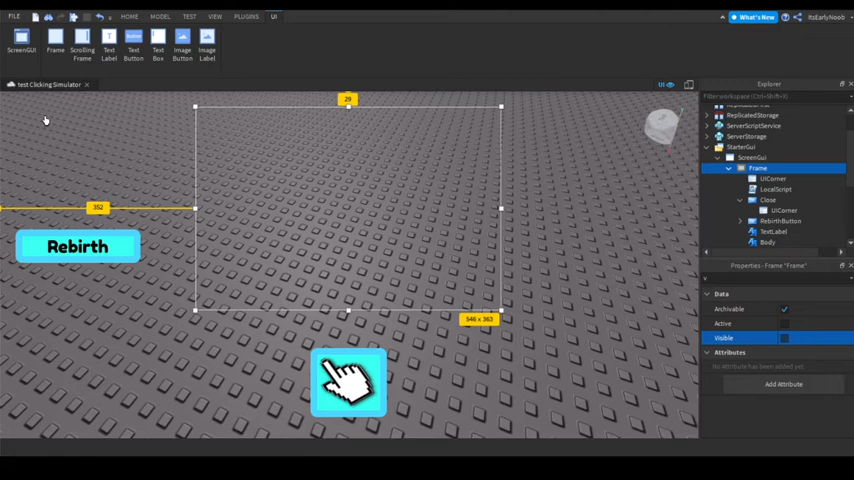 FILE HOME MODEL TEST VIEW PLUGINS UI What's New ItsEarlyNoob
ScreenGUI Frame Scrolling Frame Text Label Text Button Text Box Image Button Image Label
Button
T
test Clicking Simulator
UI
Explorer
Filter workspace (Ctrl+Shift+X)
ReplicatedStorage
ServerScriptService
ServerStorage
StarterGui
ScreenGui
Frame
UICorner
LocalScript
Close
UICorner
RebirthButton
TextLabel
Body
29
352
Rebirth
546 x 363
Properties - Frame "Frame"
v
Data
Archivable
Active
Visible
Attributes
No Attribute has been added yet.
Add Attribute